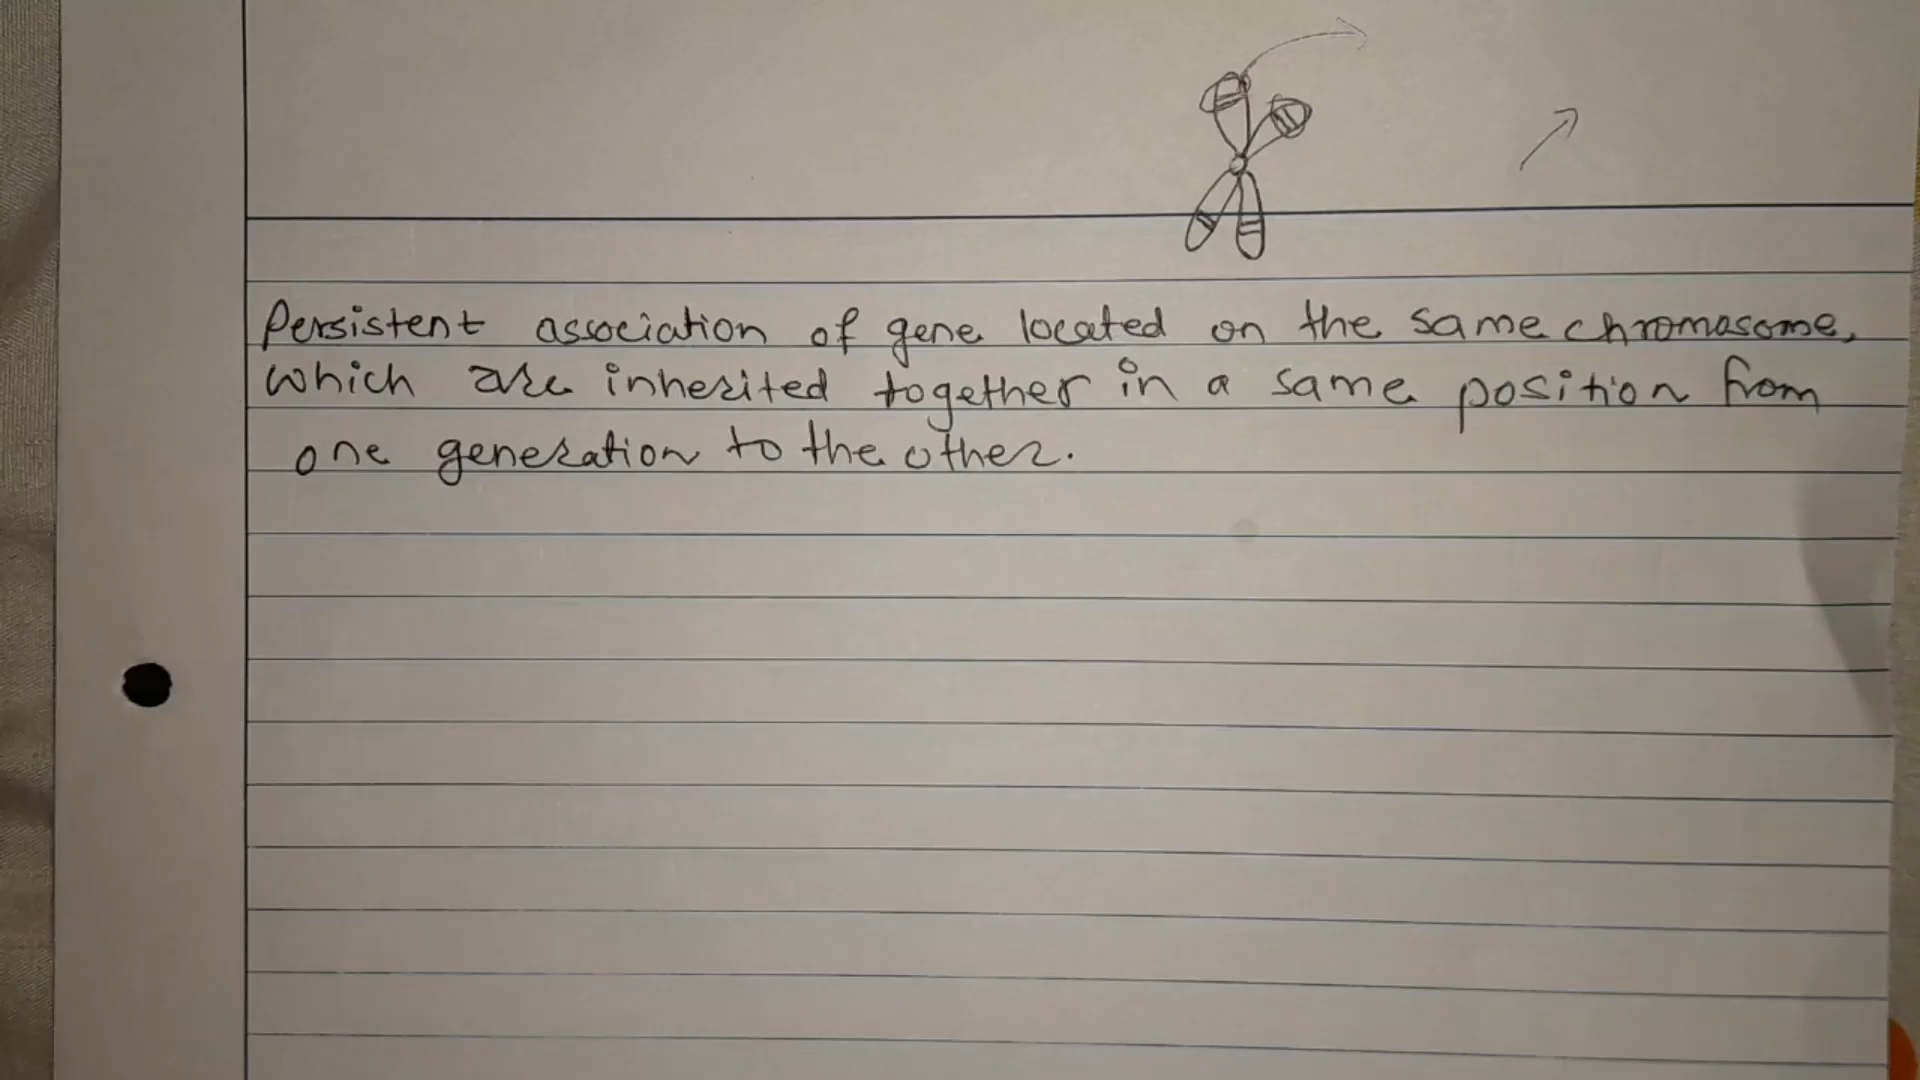 Persistent association of gene located on the same chromasome,
which are inherited together in a same position from
one generation to the other.